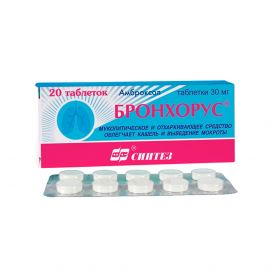 20 таблеток Амброксол таблетки 30 мг
БРОНХОРУС®
МУКОЛИТИЧЕСКОЕ И ОТХАРКИВАЮЩЕЕ СРЕДСТВО
ОБЛЕГЧАЕТ КАШЕЛЬ И ВЫВЕДЕНИЕ МОКРОТЫ
® СИНТЕЗ